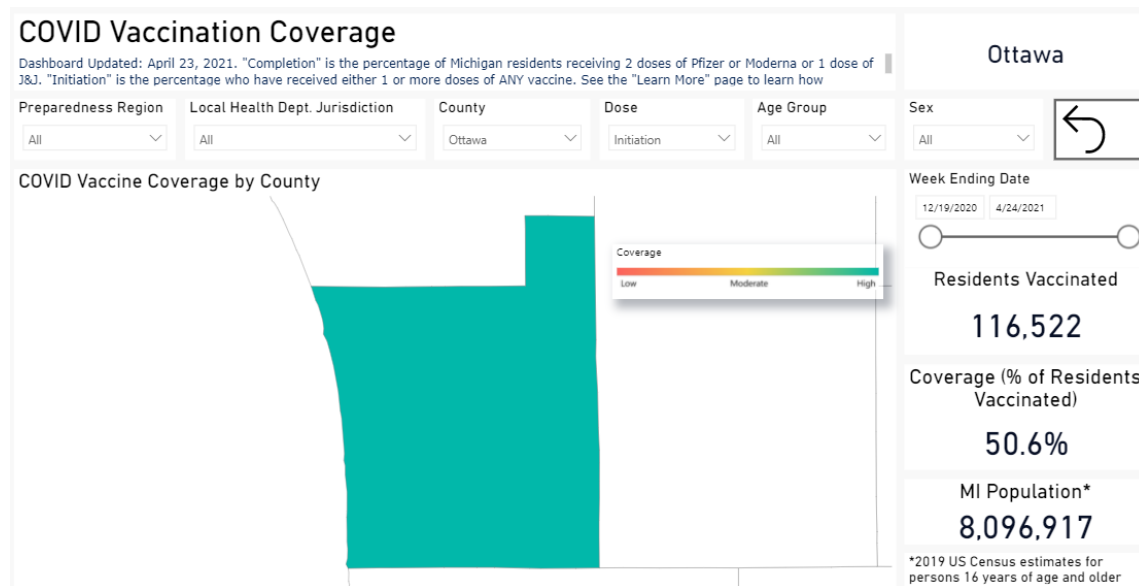 COVID Vaccination Coverage
Dashboard Updated: April 23, 2021. "Completion" is the percentage of Michigan residents receiving 2 doses of Pfizer or Moderna or 1 dose of
J&J. "Initiation" is the percentage who have received either 1 or more doses of ANY vaccine. See the "Learn More" page to learn how
Ottawa
Preparedness Region
All
Local Health Dept. Jurisdiction
All
County
Ottawa
Dose
Initiation
Age Group
All
Sex
All
COVID Vaccine Coverage by County
Coverage
Low Moderate High
Week Ending Date
12/19/2020 4/24/2021
Residents Vaccinated
116,522
Coverage (% of Residents
Vaccinated)
50.6%
MI Population*
8,096,917
*2019 US Census estimates for
persons 16 years of age and older